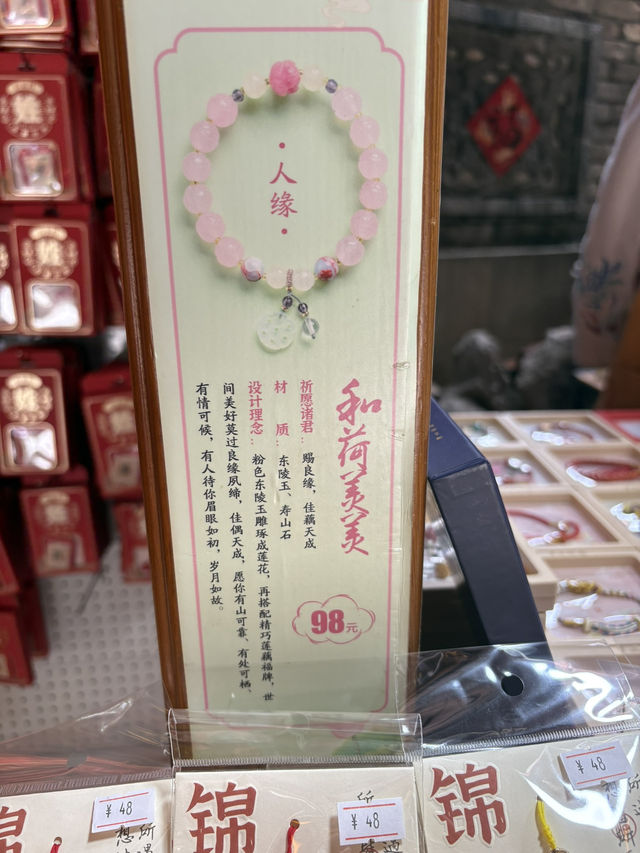 ·人缘·
和荷美美
祈愿诸君：赐良缘，佳藕天成
材 质：东陵玉、寿山石
设计理念：粉色东陵玉雕琢成莲花，再搭配精巧莲藕福牌，世
间美好莫过良缘夙缔，佳偶天成，愿你有山可靠、有处可栖、
有情可候，有人待你眉眼如初，岁月如故。
98元
¥ 48
¥ 48
¥ 48
锦
锦